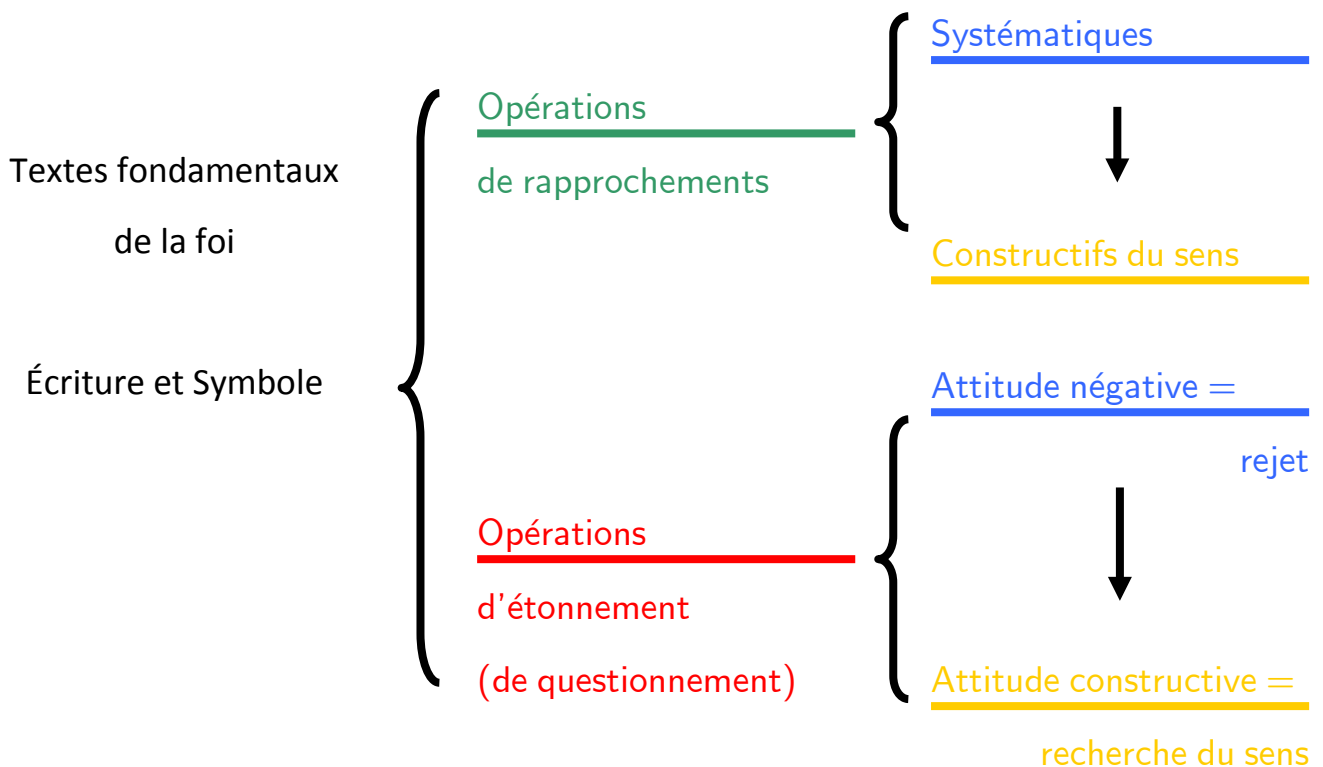 Textes fondamentaux
de la foi
Écriture et Symbole
Opérations
de rapprochements
Systématiques
Constructifs du sens
Opérations
d'étonnement
(de questionnement)
Attitude négative =
rejet
Attitude constructive =
recherche du sens